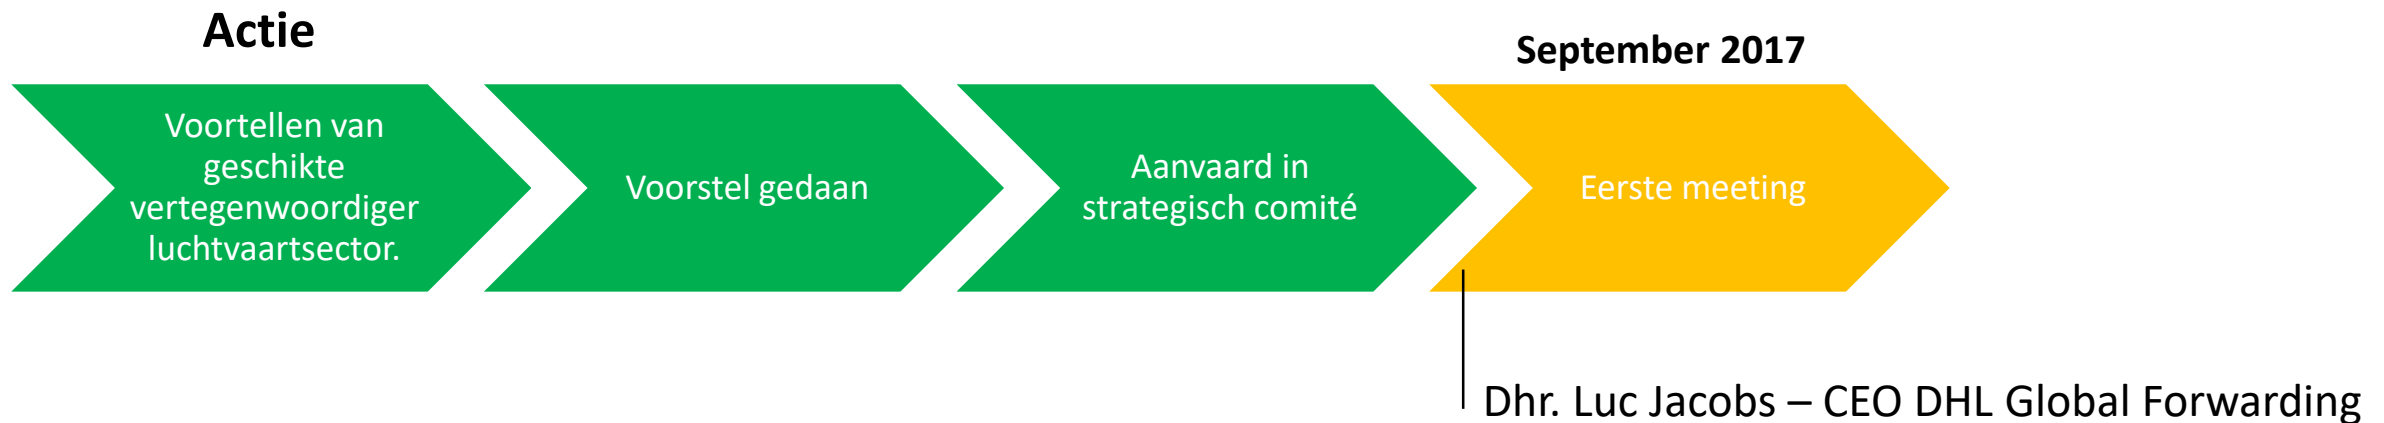 Actie
September 2017
Voortellen van
geschikte
vertegenwoordiger
luchtvaartsector.
Voorstel gedaan
Aanvaard in
strategisch comité
Eerste meeting
Dhr. Luc Jacobs – CEO DHL Global Forwarding